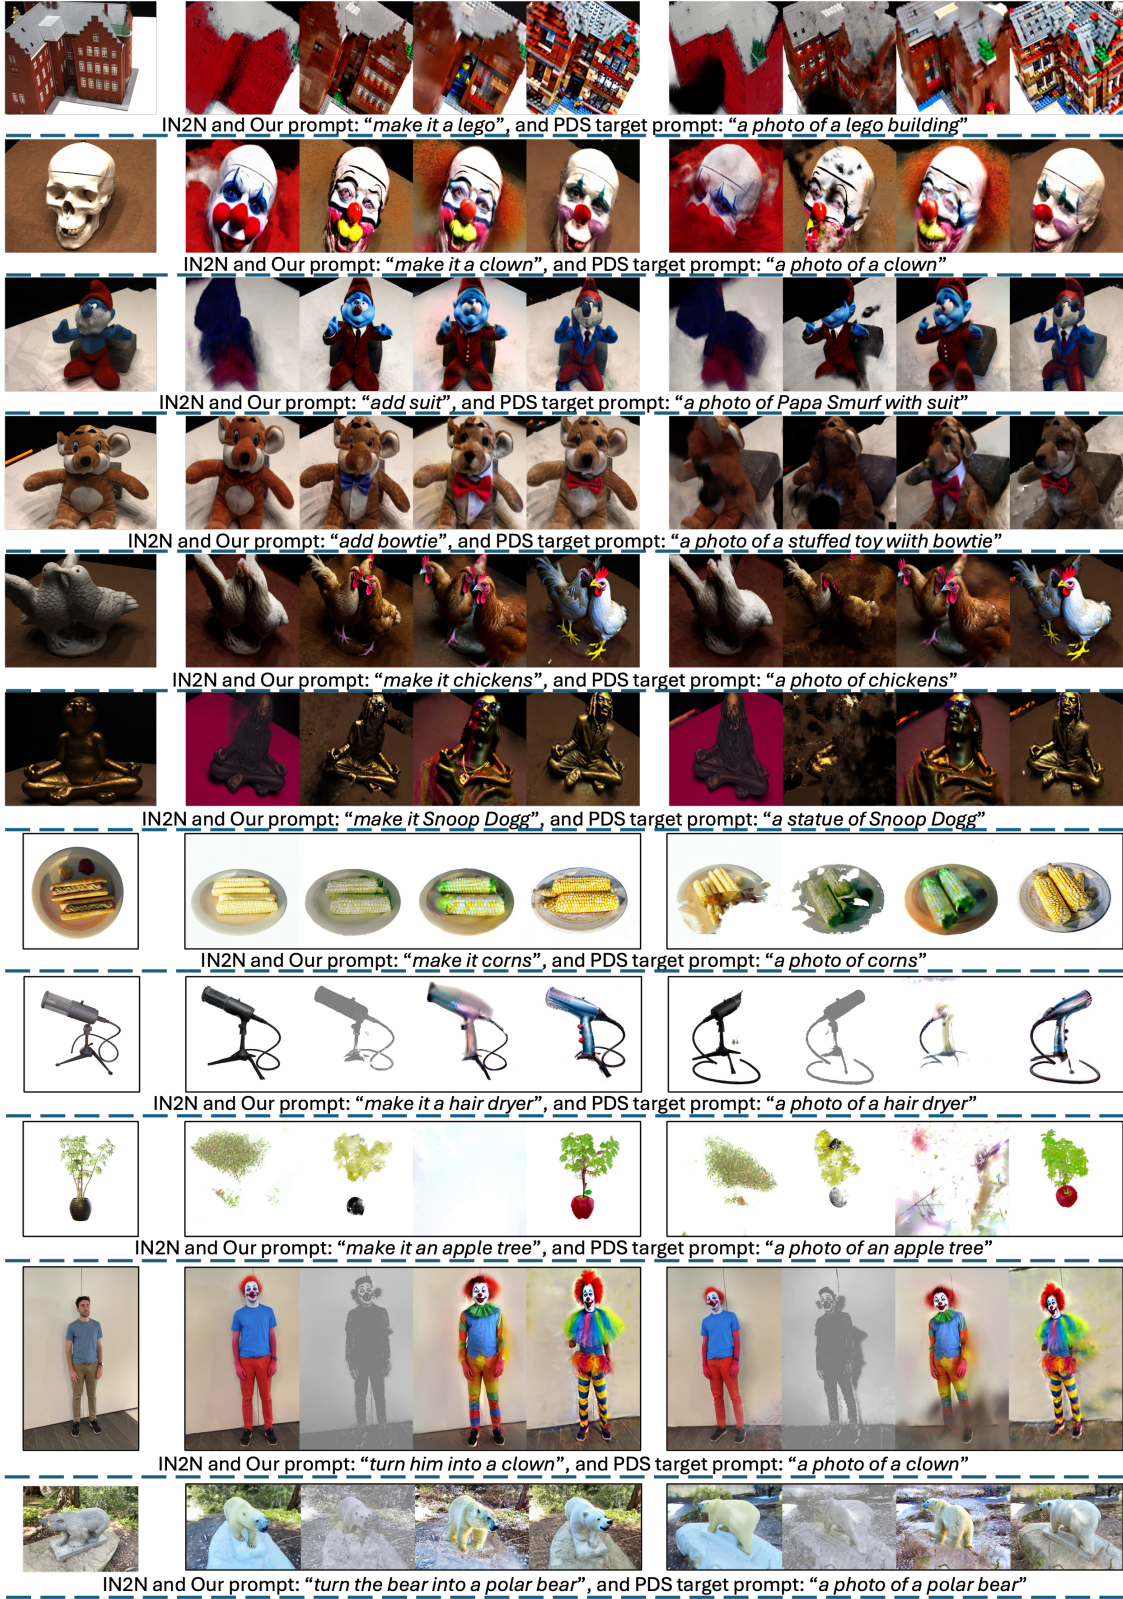 IN2N and Our prompt: “make it a lego”, and PDS target prompt: “a photo of a lego building”
IN2N and Our prompt: “make it a clown”, and PDS target prompt: “a photo of a clown”
IN2N and Our prompt: “add suit”, and PDS target prompt: “a photo of Papa Smurf with suit”
IN2N and Our prompt: “add bowtie”, and PDS target prompt: “a photo of a stuffed toy wiith bowtie”
IN2N and Our prompt: “make it chickens”, and PDS target prompt: “a photo of chickens”
IN2N and Our prompt: “make it Snoop Dogg”, and PDS target prompt: “a statue of Snoop Dogg”
IN2N and Our prompt: “make it corns”, and PDS target prompt: “a photo of corns”
IN2N and Our prompt: “make it a hair dryer”, and PDS target prompt: “a photo of a hair dryer”
IN2N and Our prompt: “make it an apple tree”, and PDS target prompt: “a photo of an apple tree”
IN2N and Our prompt: “turn him into a clown”, and PDS target prompt: “a photo of a clown”
IN2N and Our prompt: “turn the bear into a polar bear”, and PDS target prompt: “a photo of a polar bear”